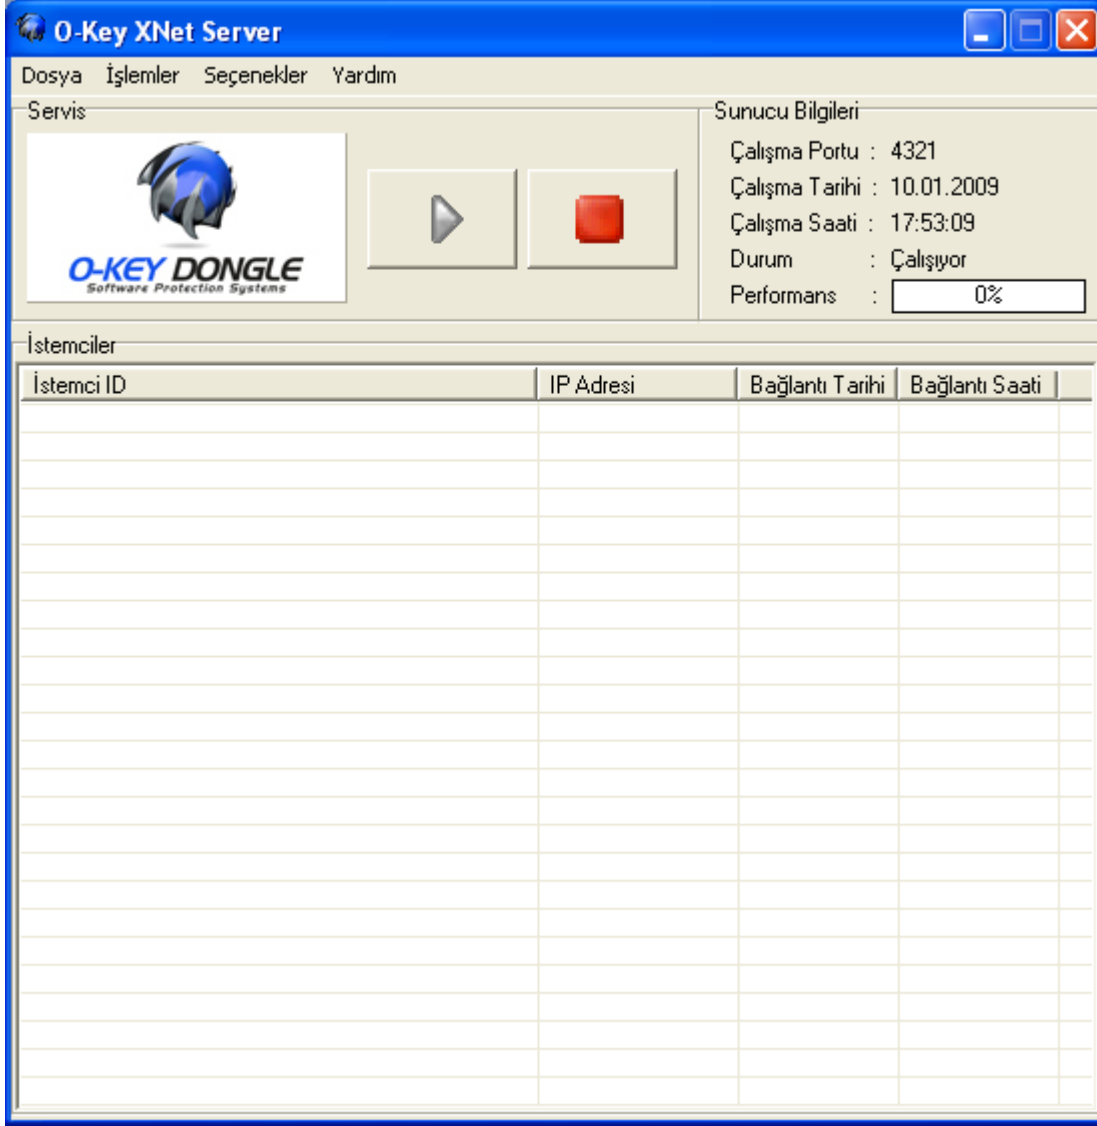 O-Key XNet Server
Dosya İşlemler Seçenekler Yardım
Servis
O-KEY DONGLE
Software Protection Systems
Sunucu Bilgileri
Çalışma Portu : 4321
Çalışma Tarihi : 10.01.2009
Çalışma Saati : 17:53:09
Durum : Çalışıyor
Performans : 0%
İstemciler
İstemci ID IP Adresi Bağlantı Tarihi Bağlantı Saati